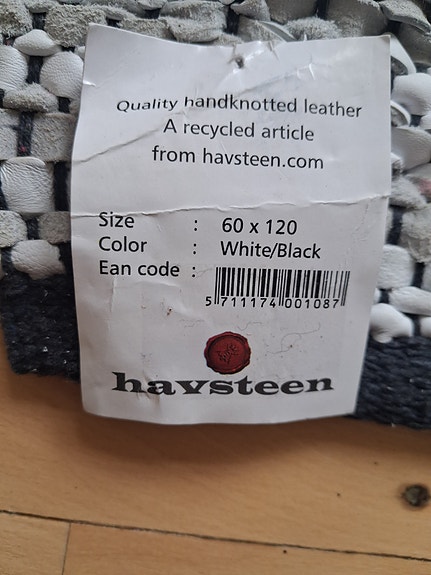 Quality handknotted leather
A recycled article
from havsteen.com
Size : 60 x 120
Color : White/Black
Ean code :
5 711174 001087
havsteen